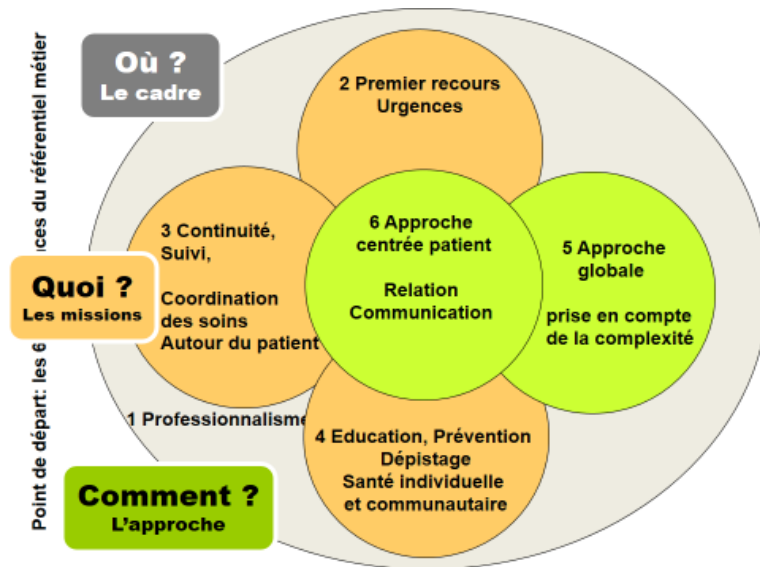 Où ?
Le cadre
2 Premier recours
Urgences
3 Continuité,
Suivi,
Coordination
des soins
Autour du patient
6 Approche
centrée patient
Relation
Communication
5 Approche
globale
prise en compte
de la complexité
Quoi ?
Les missions
1 Professionnalisme
4 Education, Prévention
Dépistage
Santé individuelle
et communautaire
Comment ?
L'approche
Point de départ: les 6 ces du référentiel métier